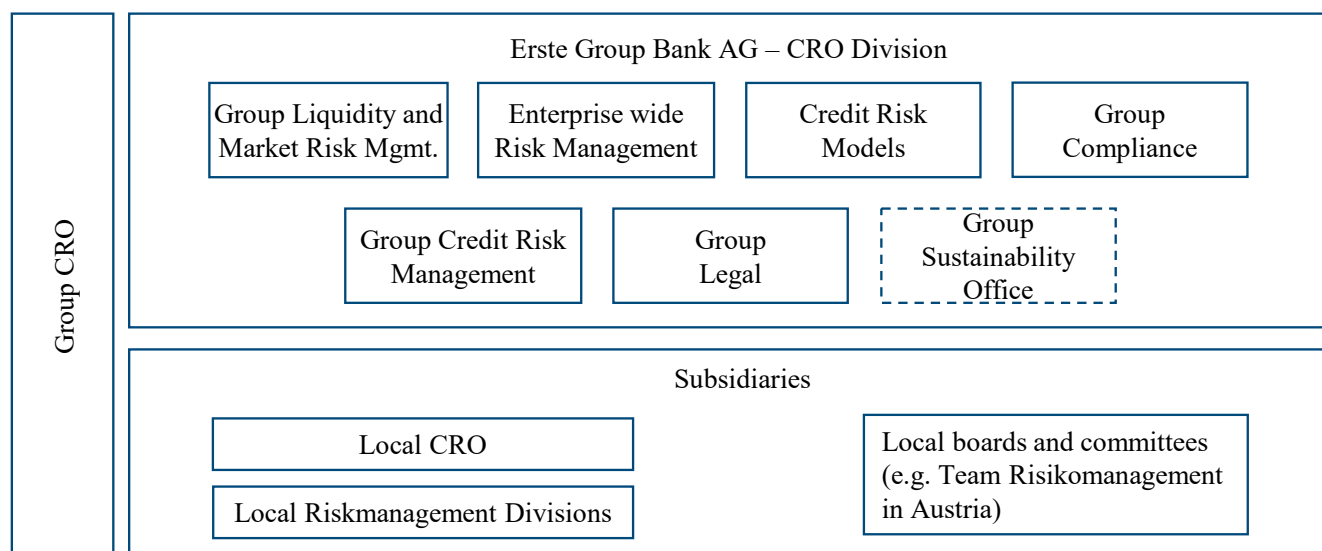 Group CRO
Erste Group Bank AG – CRO Division
Group Liquidity and
Market Risk Mgmt.
Enterprise wide
Risk Management
Credit Risk
Models
Group
Compliance
Group Credit Risk
Management
Group
Legal
Group
Sustainability
Office
Subsidiaries
Local CRO
Local Riskmanagement Divisions
Local boards and committees
(e.g. Team Risikomanagement
in Austria)